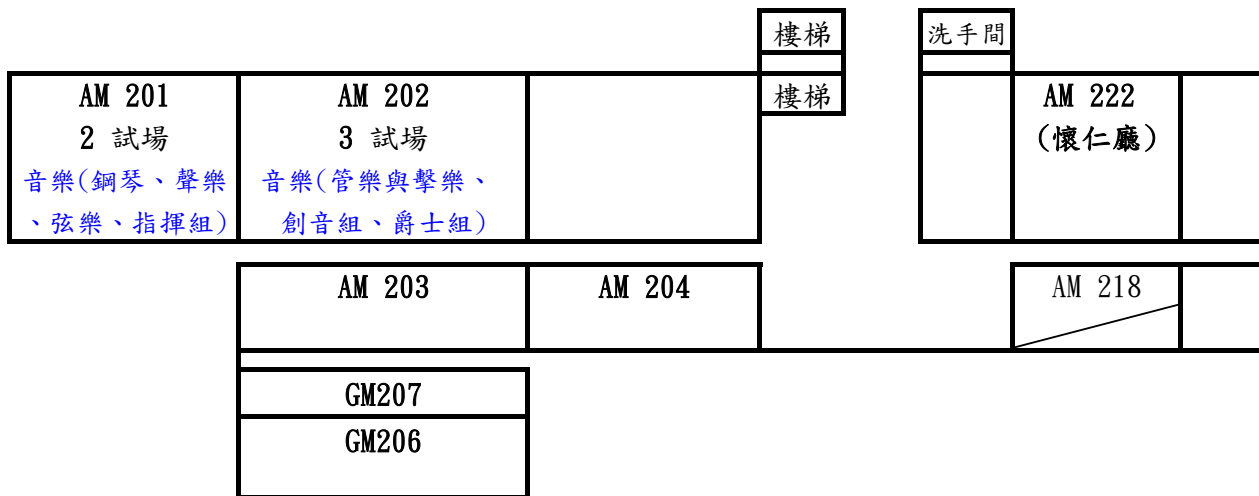 樓梯
洗手間
AM 201
2 試場
音樂(鋼琴、聲樂
、弦樂、指揮組)
AM 202
3 試場
音樂(管樂與擊樂、
創音組、爵士組)
樓梯
AM 222
(懷仁廳)
AM 203
AM 204
AM 218
GM207
GM206